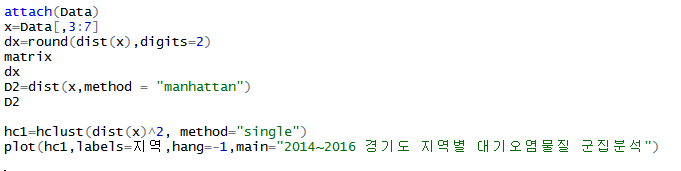 attach(Data)
x=Data[,3:7]
dx=round(dist(x),digits=2)
matrix
dx
D2=dist(x,method = "manhattan")
D2
hc1=hclust(dist(x)^2, method="single")
plot(hc1,labels=지역,hang=-1,main="2014~2016 경기도 지역별 대기오염물질 군집분석")